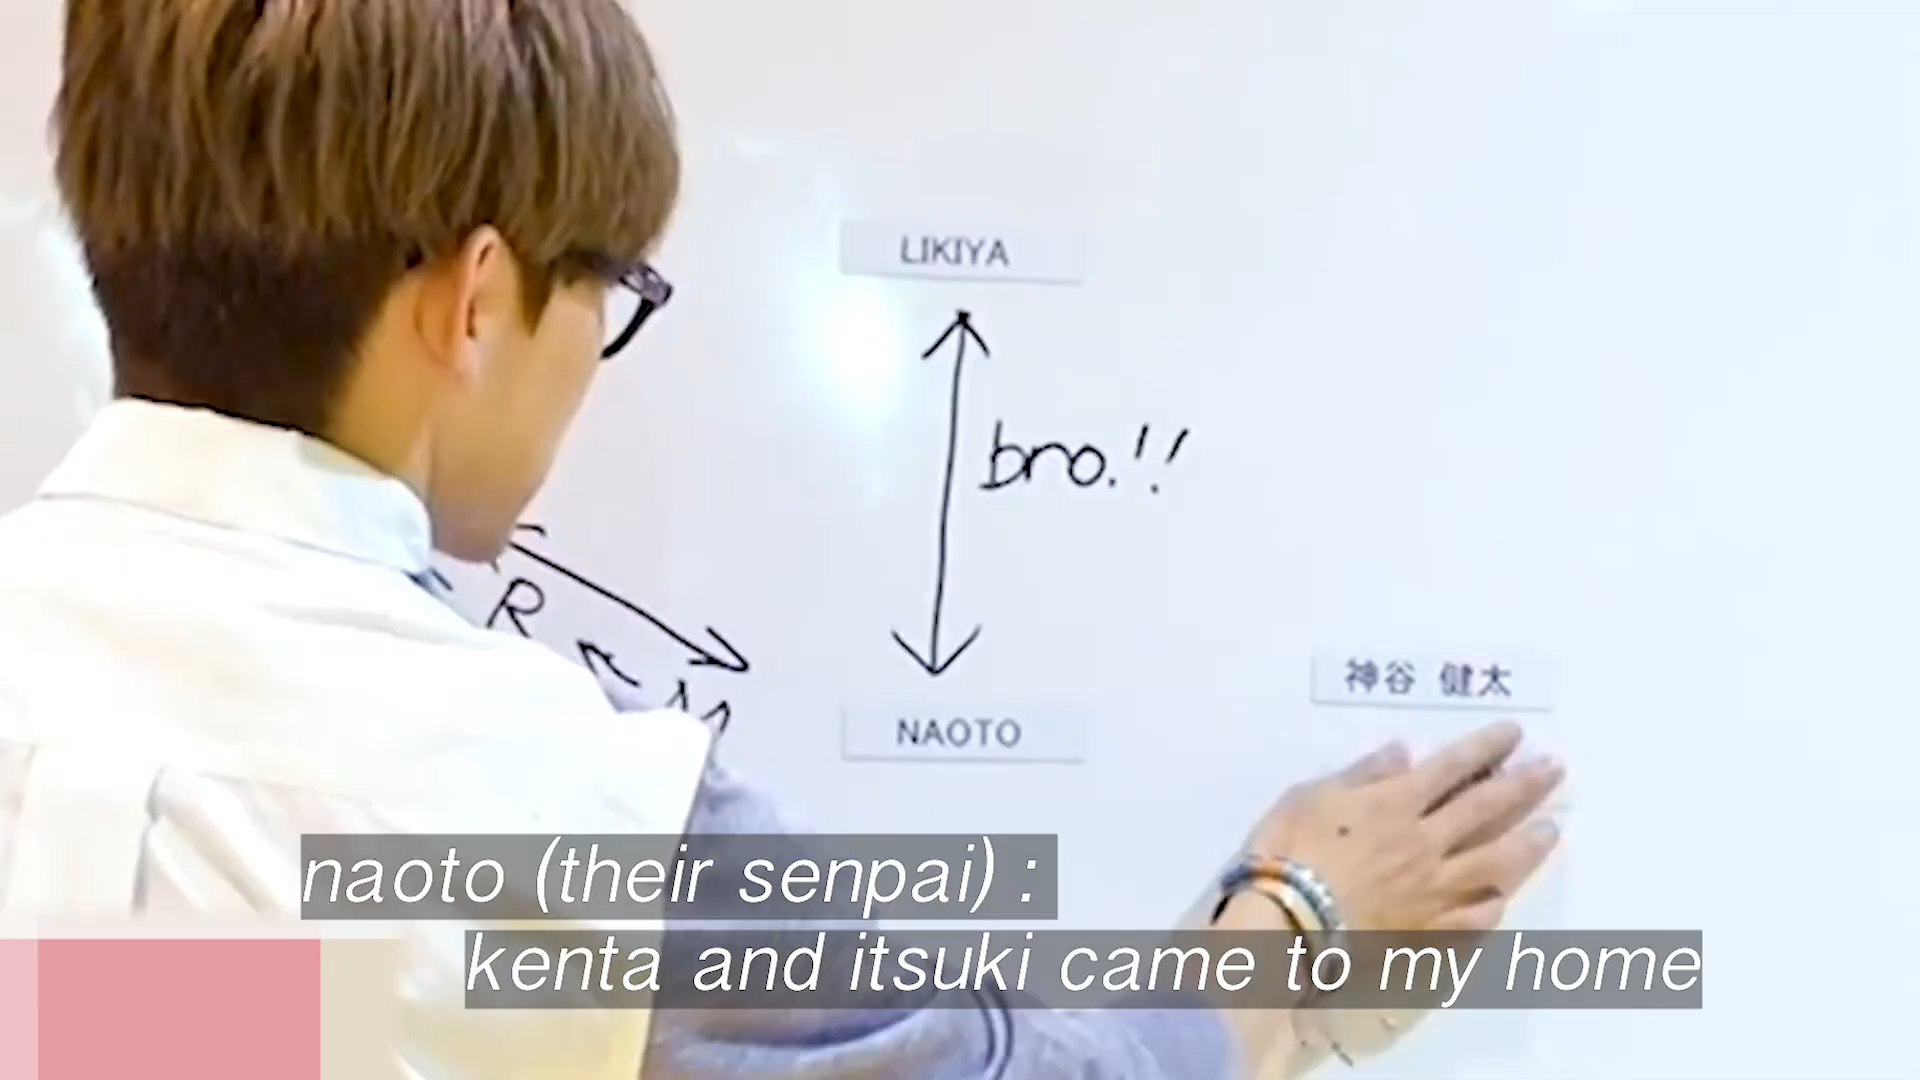 LIKIYA
bro.!!
R
M
NAOTO
神谷 健太
naoto (their senpai) :
kenta and itsuki came to my home